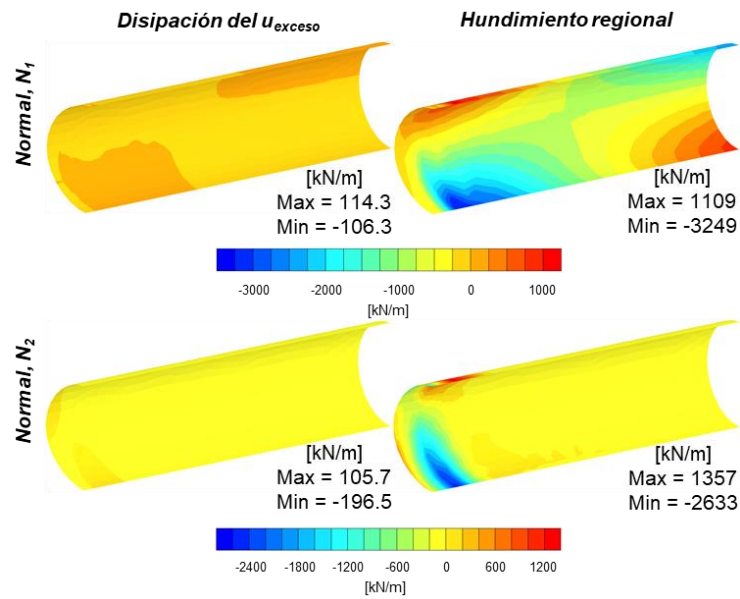 Disipación del u_exceso Hundimiento regional
Normal, N_1
[kN/m] [kN/m]
Max = 114.3 Max = 1109
Min = -106.3 Min = -3249
-3000 -2000 -1000 0 1000
[kN/m]
Normal, N_2
[kN/m] [kN/m]
Max = 105.7 Max = 1357
Min = -196.5 Min = -2633
-2400 -1800 -1200 -600 0 600 1200
[kN/m]